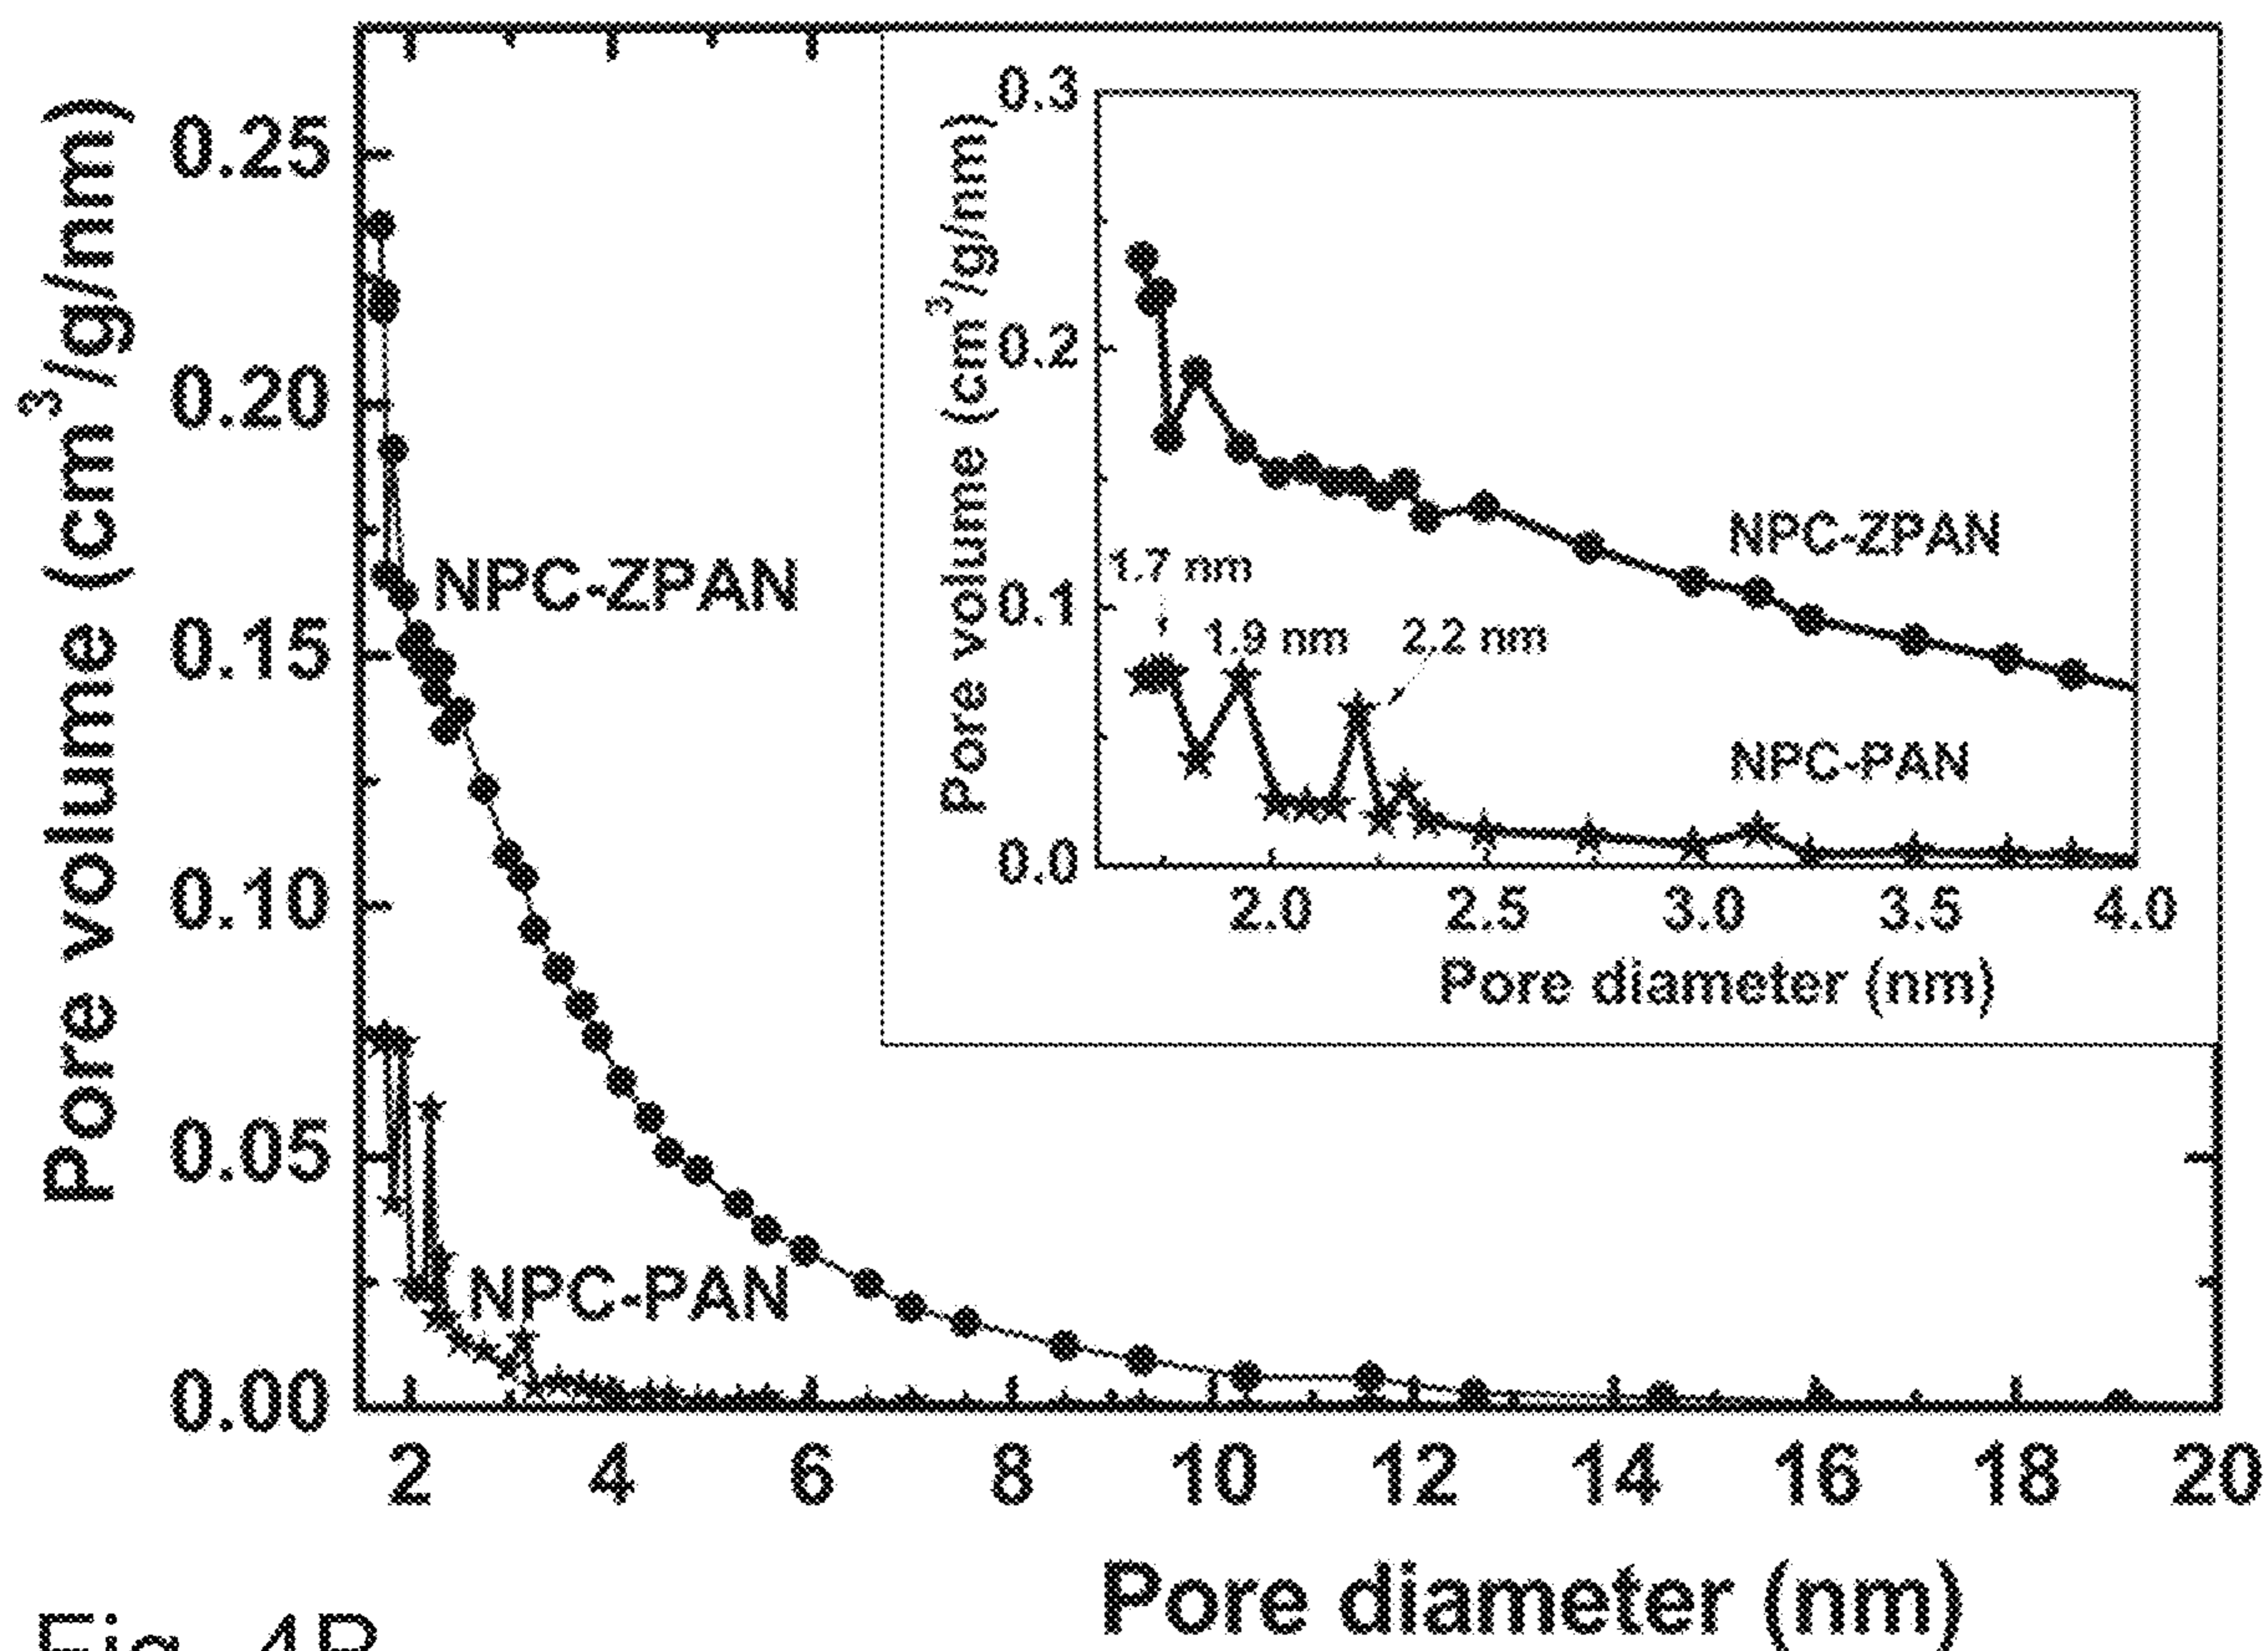 Pore volume (cm³/g/nm)
0.25
0.20
0.15
0.10
0.05
0.00
NPC-ZPAN
NPC-PAN
2 4 6 8 10 12 14 16 18 20
Pore diameter (nm)
Pore volume (cm³/g/nm)
0.3
0.2
0.1
0.0
1.7 nm
1.9 nm
2.2 nm
NPC-ZPAN
NPC-PAN
2.0 2.5 3.0 3.5 4.0
Pore diameter (nm)
Fig. 4B